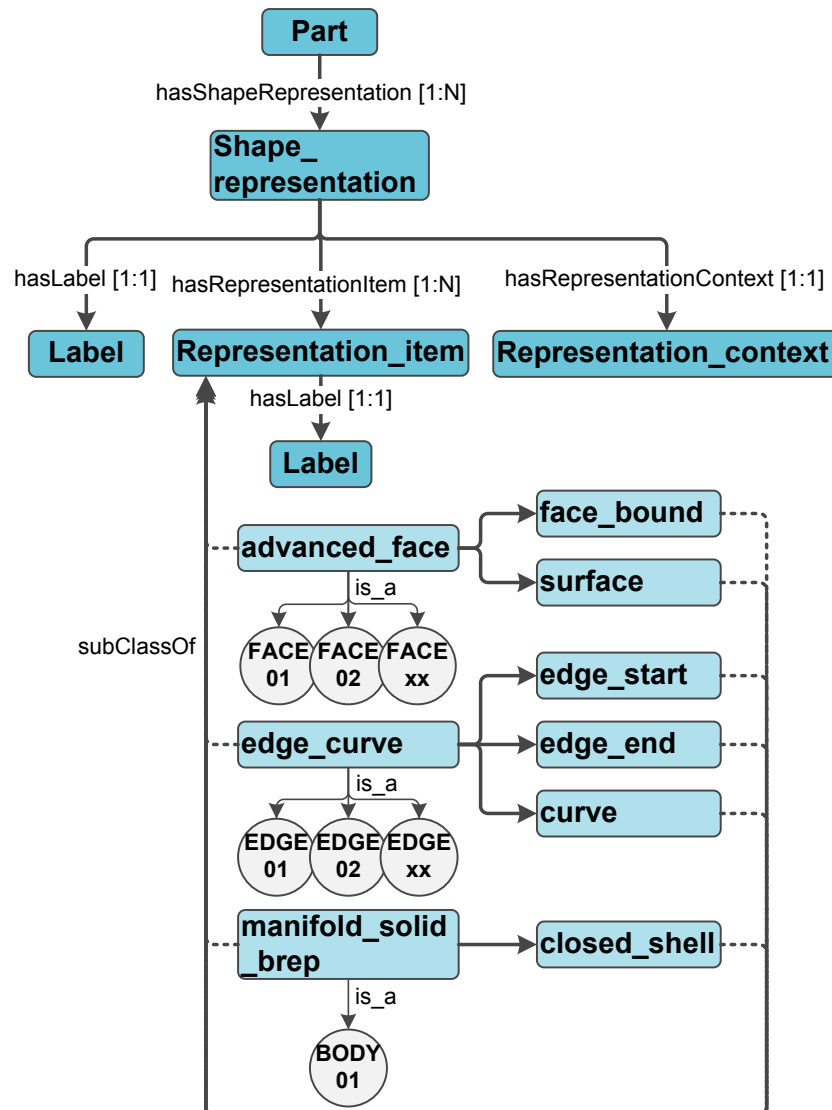 Part
hasShapeRepresentation [1:N]
Shape_
representation
hasLabel [1:1]
hasRepresentationItem [1:N]
hasRepresentationContext [1:1]
Label
Representation_item
Representation_context
hasLabel [1:1]
Label
advanced_face
face_bound
surface
is_a
FACE
01
FACE
02
FACE
xx
subClassOf
edge_curve
edge_start
edge_end
curve
is_a
EDGE
01
EDGE
02
EDGE
xx
manifold_solid
_brep
closed_shell
is_a
BODY
01